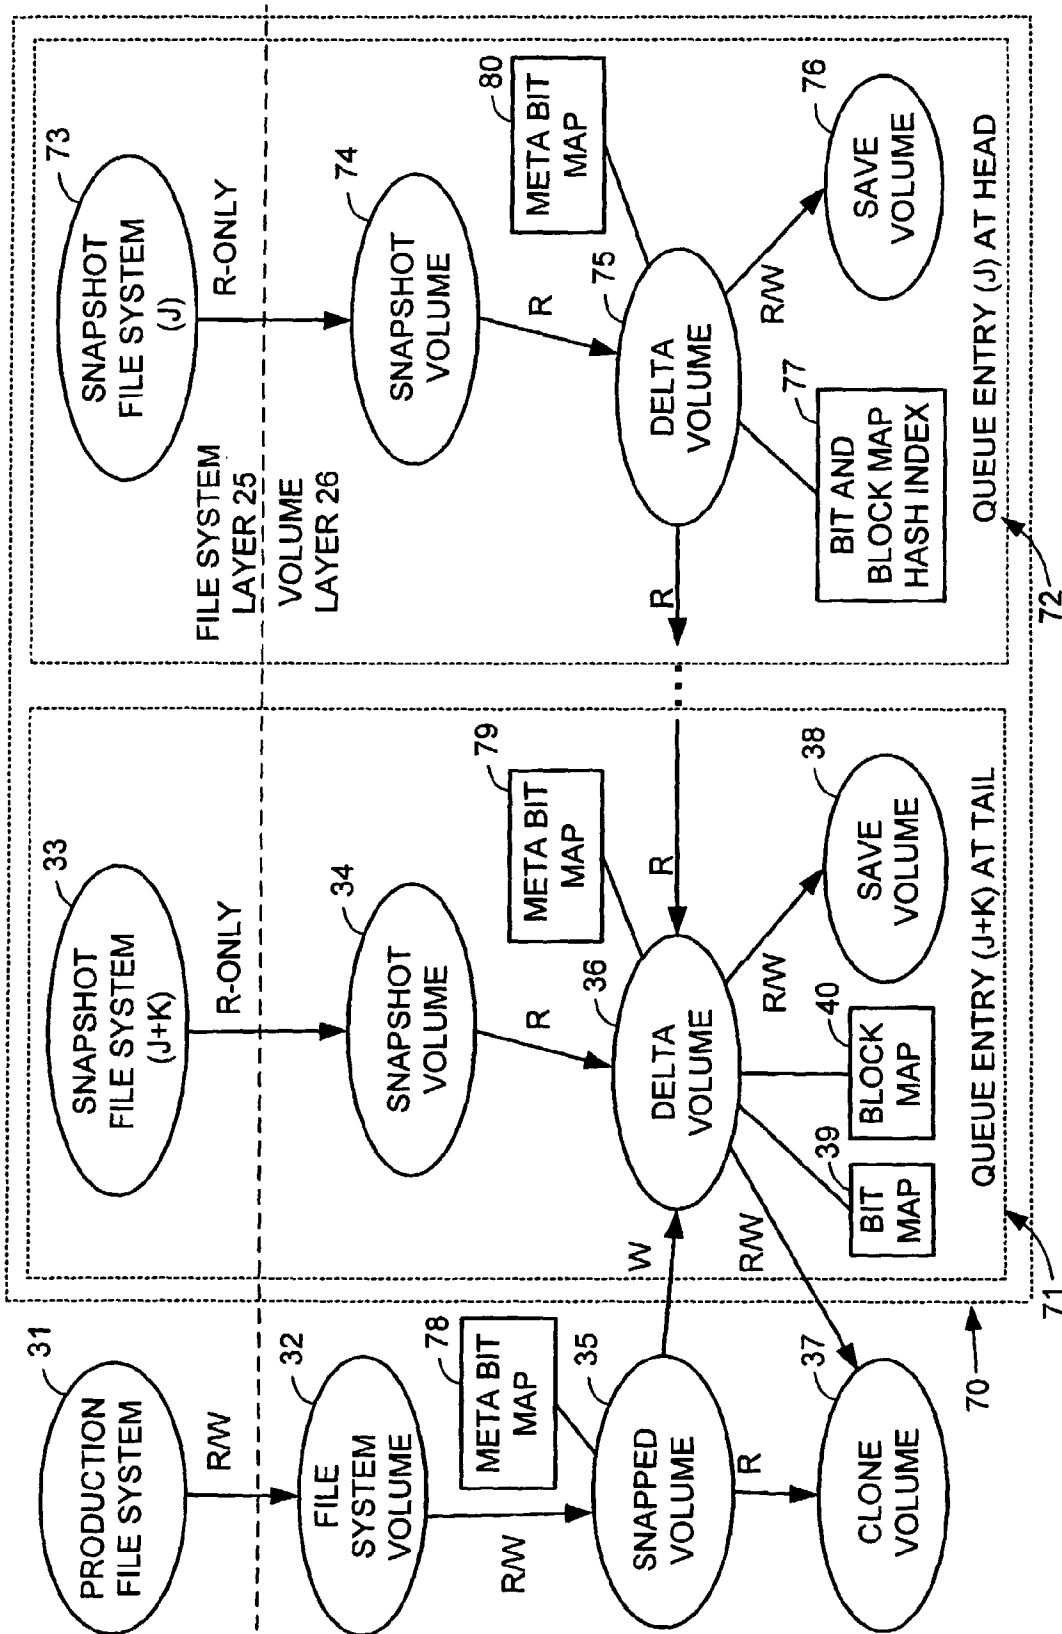 31
PRODUCTION
FILE SYSTEM
R/W
32
FILE
SYSTEM
VOLUME
R/W
78
META BIT
MAP
35
SNAPPED
VOLUME
R
W
37
CLONE
VOLUME
R/W
70
33
SNAPSHOT
FILE SYSTEM
(J+K)
R-ONLY
34
SNAPSHOT
VOLUME
R
79
META BIT
MAP
36
DELTA
VOLUME
R
R/W
39
BIT
MAP
40
BLOCK
MAP
38
SAVE
VOLUME
QUEUE ENTRY (J+K) AT TAIL
71
73
SNAPSHOT
FILE SYSTEM
(J)
R-ONLY
FILE SYSTEM
LAYER 25
VOLUME
LAYER 26
74
SNAPSHOT
VOLUME
R
80
META BIT
MAP
75
DELTA
VOLUME
R
R/W
77
BIT AND
BLOCK MAP
HASH INDEX
76
SAVE
VOLUME
QUEUE ENTRY (J) AT HEAD
72